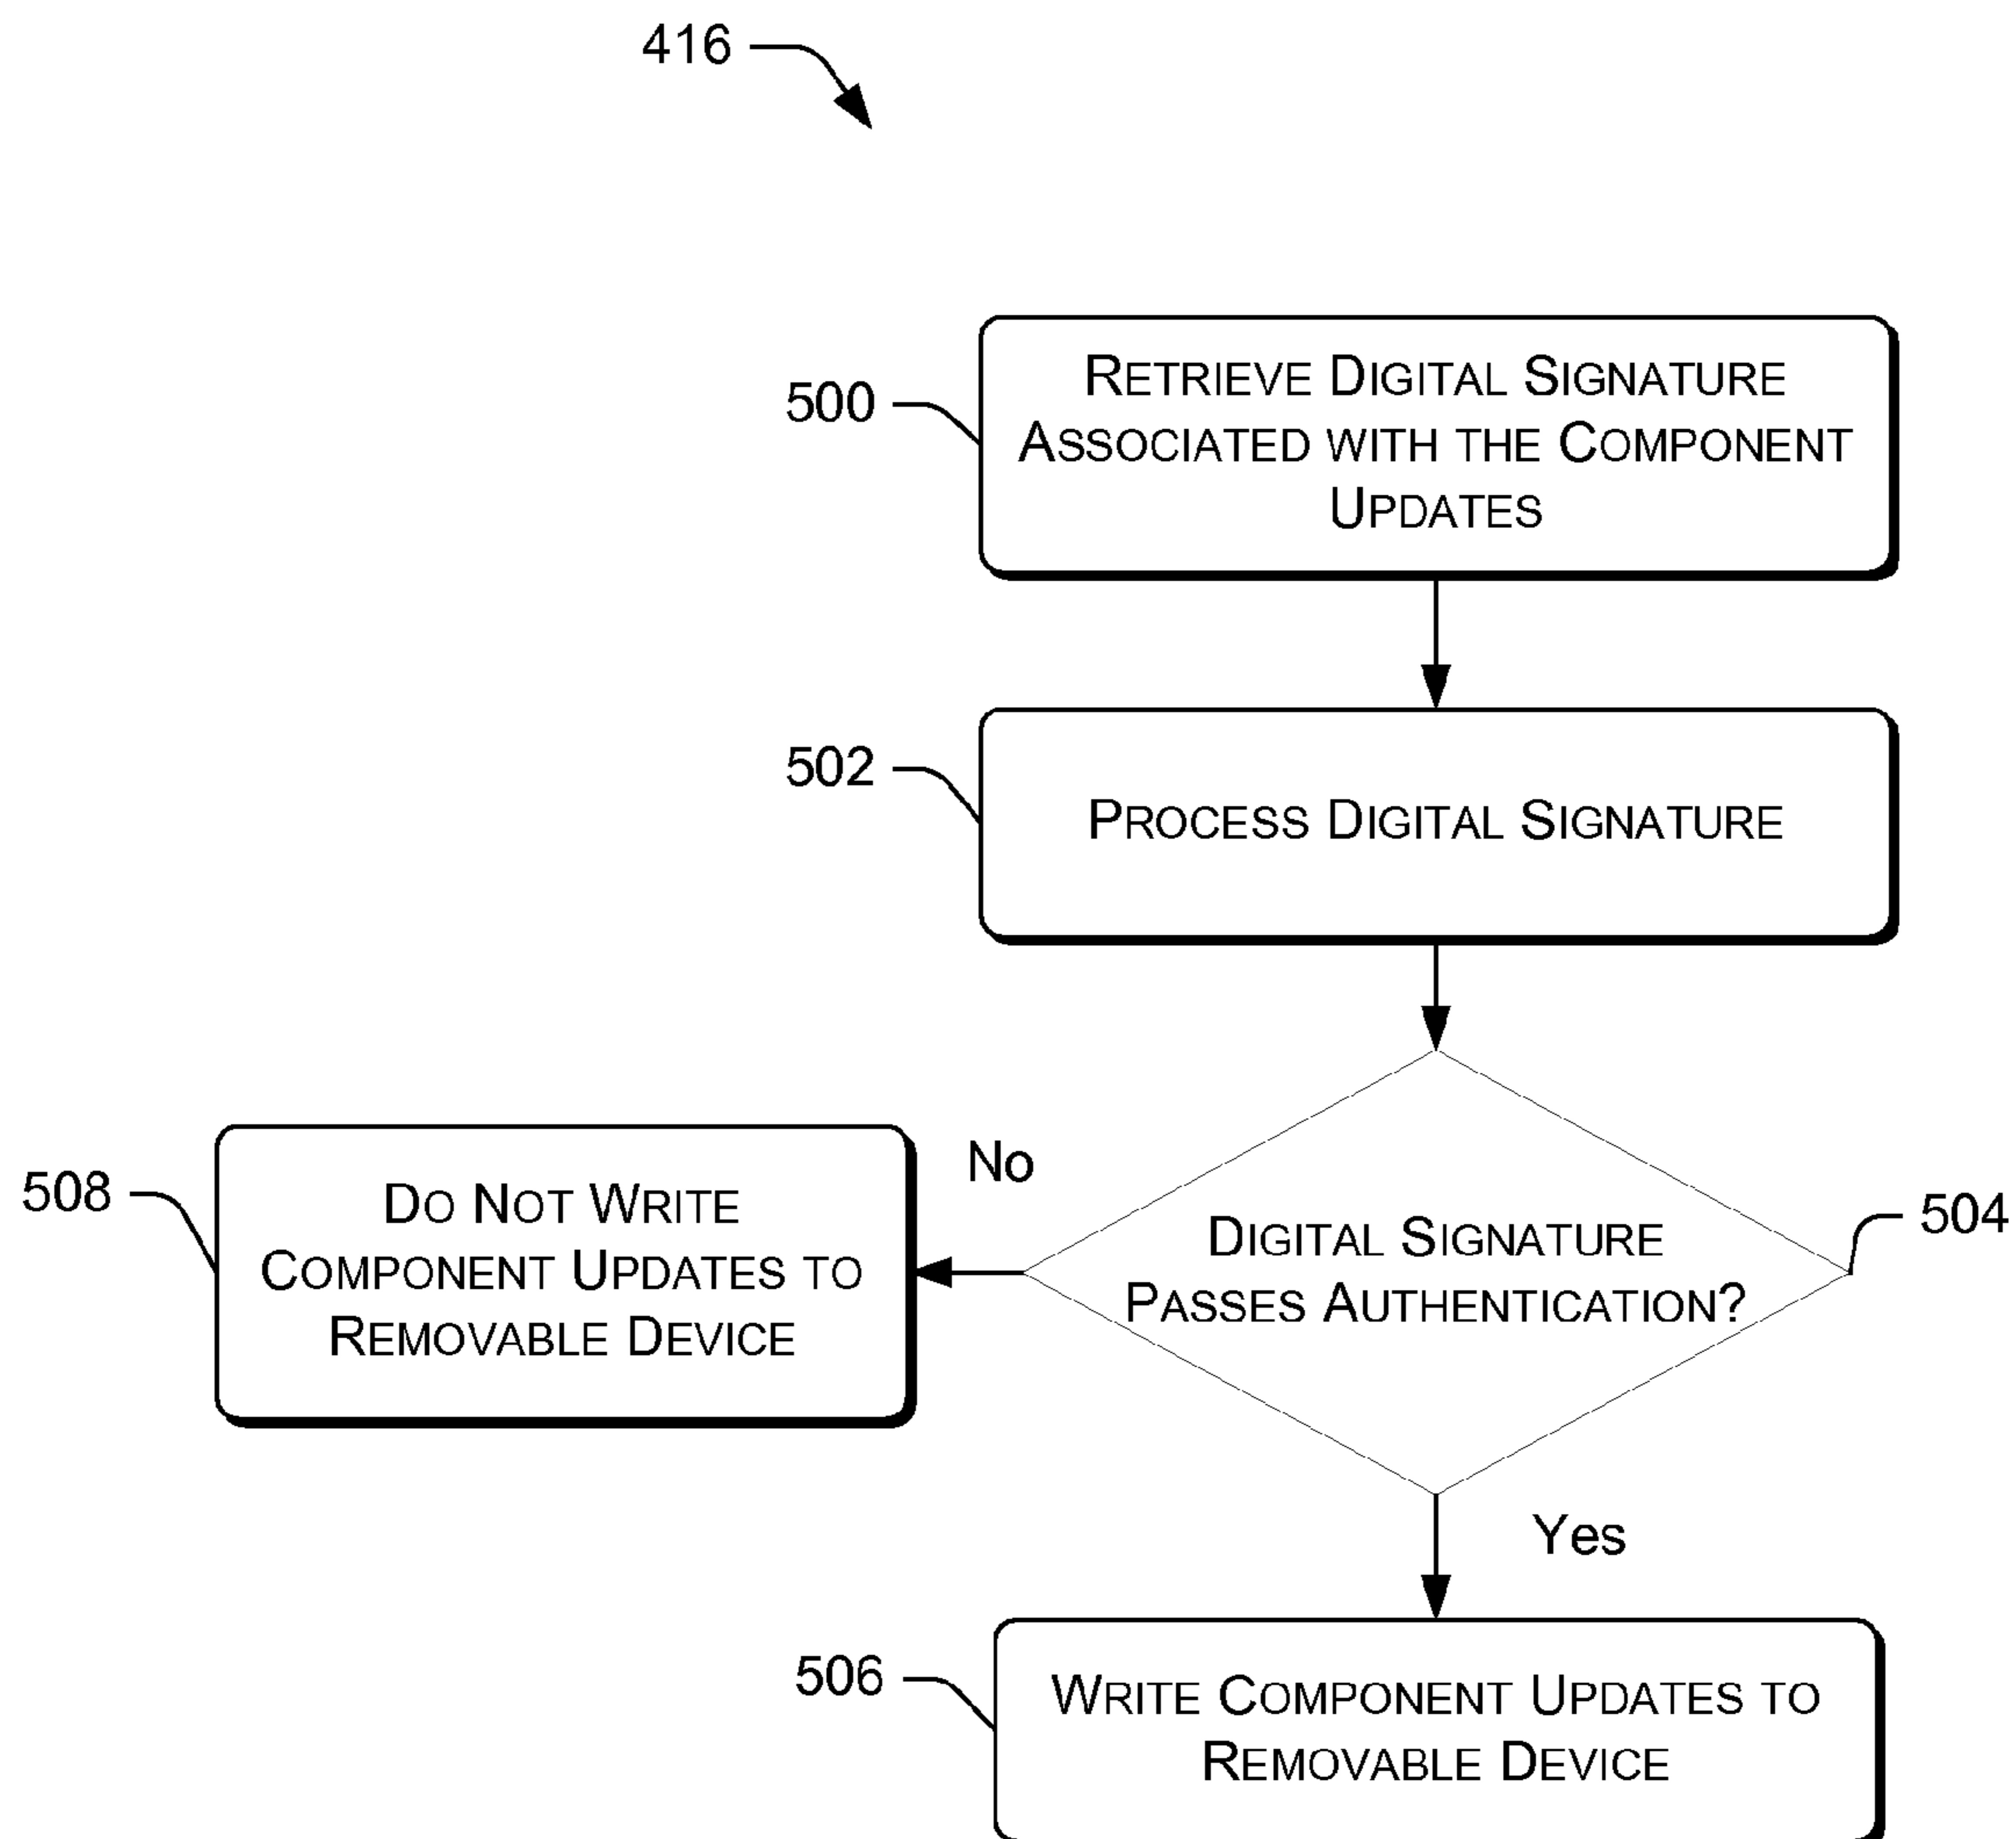 416
500
RETRIEVE DIGITAL SIGNATURE
ASSOCIATED WITH THE COMPONENT
UPDATES
502
PROCESS DIGITAL SIGNATURE
504
DIGITAL SIGNATURE
PASSES AUTHENTICATION?
No
508
DO NOT WRITE
COMPONENT UPDATES TO
REMOVABLE DEVICE
Yes
506
WRITE COMPONENT UPDATES TO
REMOVABLE DEVICE